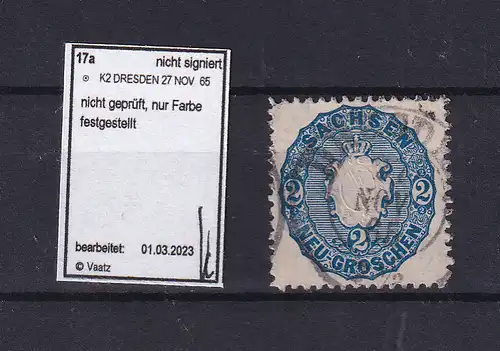 17a nicht signiert
⊙ K2 DRESDEN 27 NOV 65
nicht geprüft, nur Farbe
festgestellt
bearbeitet: 01.03.2023
© Vaatz
SACHSEN
2 2
2
NEU-GROSCHEN